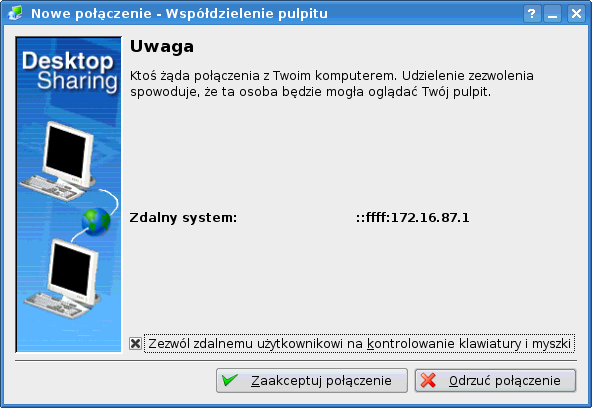 Nowe połączenie - Współdzielenie pulpitu
Desktop
Sharing
Uwaga
Ktoś żąda połączenia z Twoim komputerem. Udzielenie zezwolenia
spowoduje, że ta osoba będzie mogła oglądać Twój pulpit.
Zdalny system: ::ffff:172.16.87.1
Zezwól zdalnemu użytkownikowi na kontrolowanie klawiatury i myszki
Zaakceptuj połączenie
Odrzuć połączenie